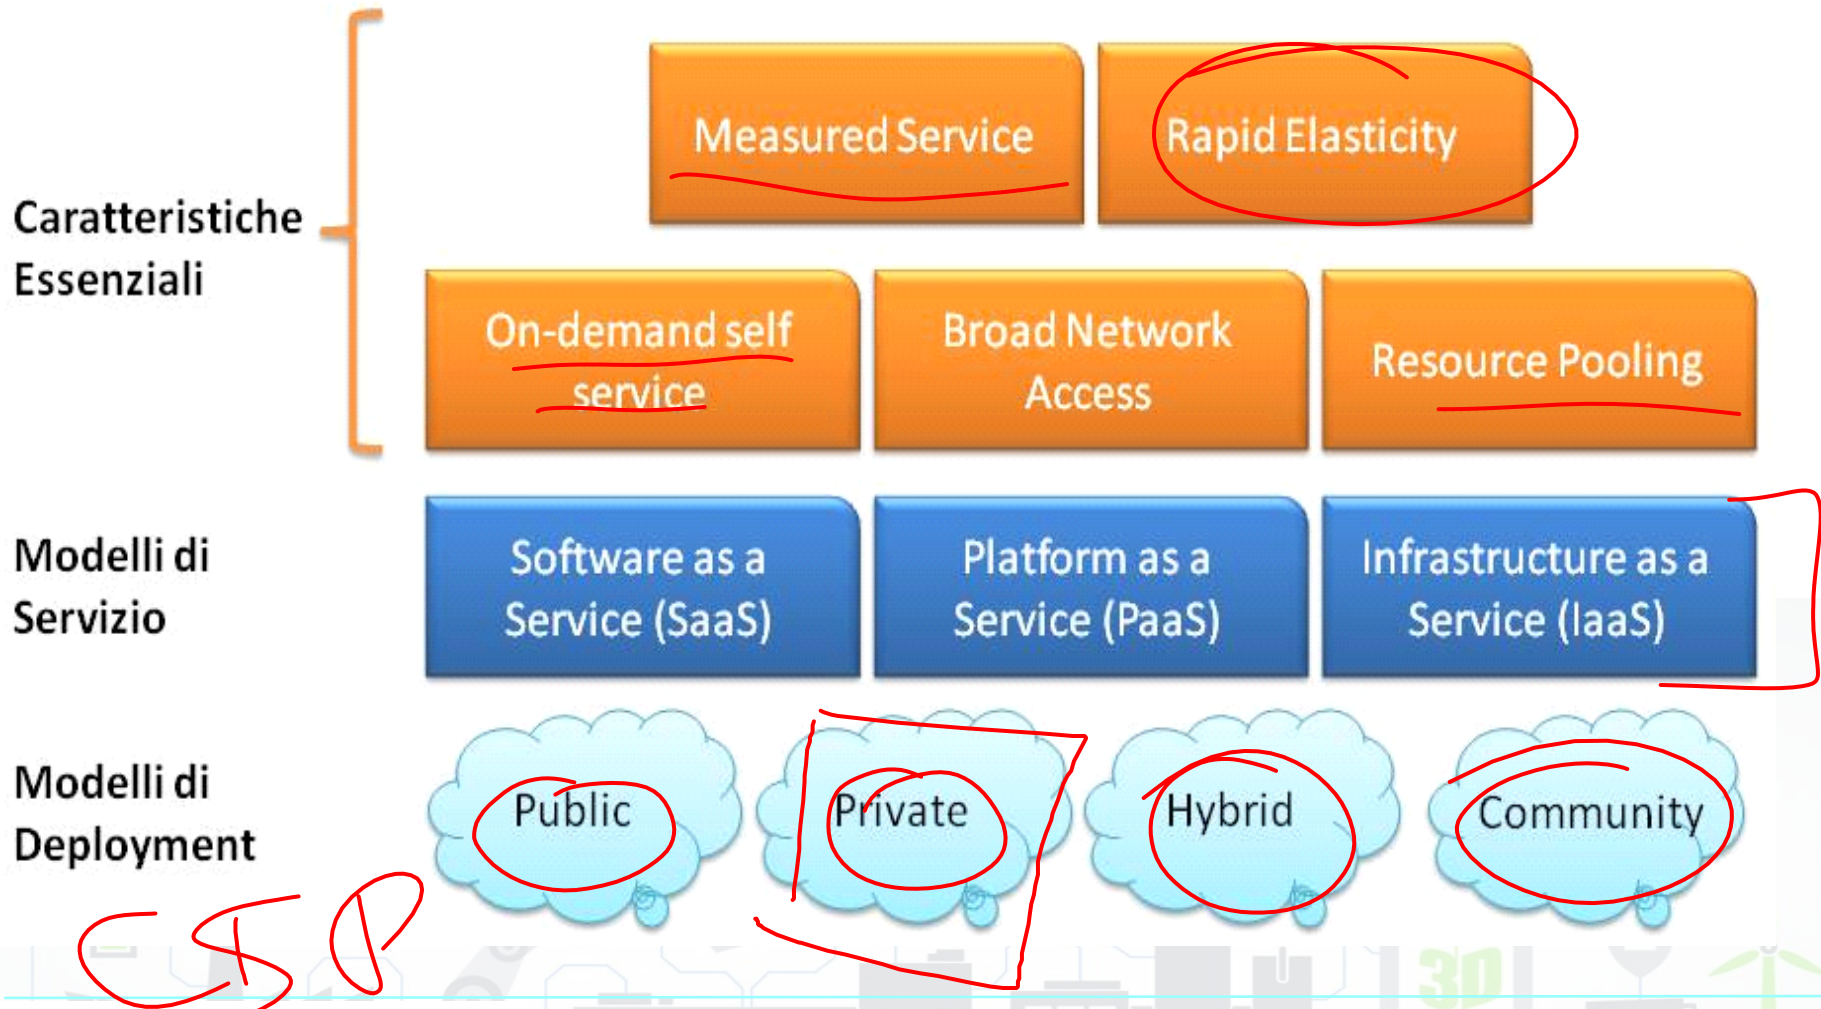 Measured Service
Rapid Elasticity
Caratteristiche
Essenziali
On-demand self
service
Broad Network
Access
Resource Pooling
Modelli di
Servizio
Software as a
Service (SaaS)
Platform as a
Service (PaaS)
Infrastructure as a
Service (IaaS)
Modelli di
Deployment
Public
Private
Hybrid
Community
CSP
3D